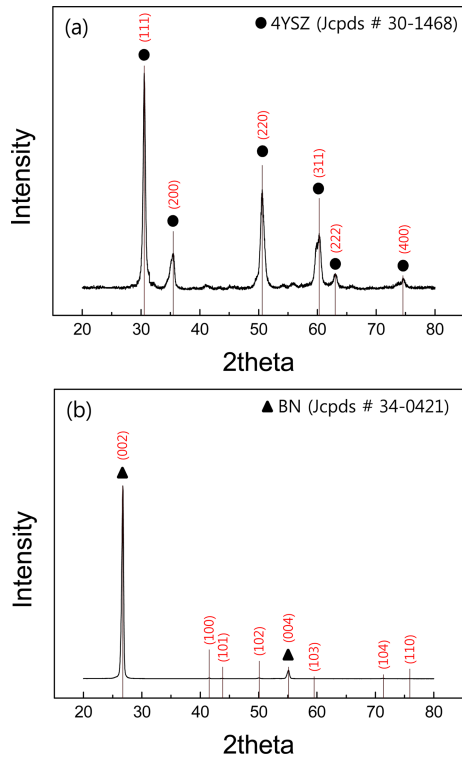 (a)
● 4YSZ (Jcpds # 30-1468)
(111)
(200)
(220)
(311)
(222)
(400)
Intensity
20 30 40 50 60 70 80
2theta
(b)
▲ BN (Jcpds # 34-0421)
(002)
(100)
(101)
(102)
(004)
(103)
(104)
(110)
Intensity
20 30 40 50 60 70 80
2theta